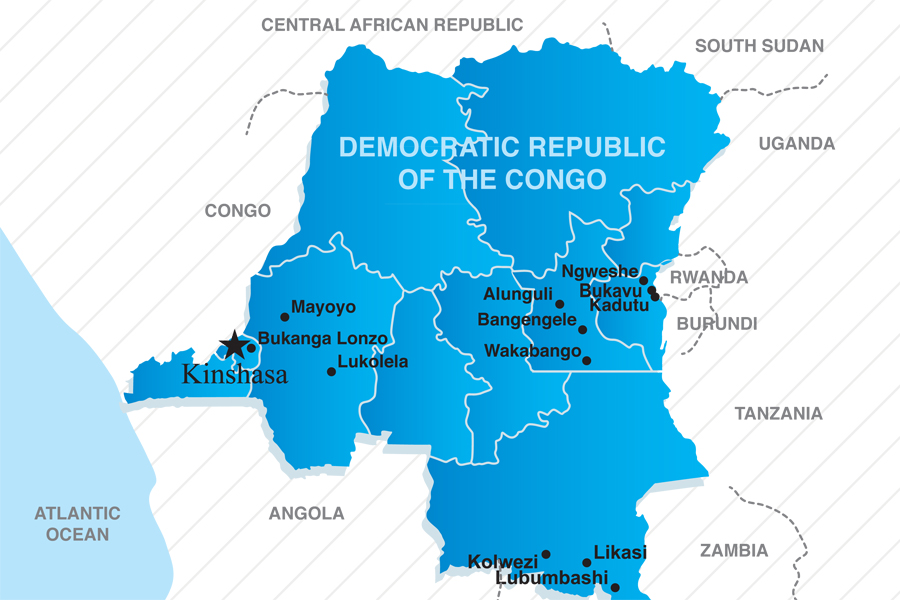 CENTRAL AFRICAN REPUBLIC
SOUTH SUDAN
DEMOCRATIC REPUBLIC
OF THE CONGO
UGANDA
CONGO
Ngweshe
RWANDA
Bukavu
Alunguli
Kadutu
Mayoyo
Bangengele
BURUNDI
Bukanga Lonzo
Wakabango
Lukolela
Kinshasa
TANZANIA
ATLANTIC
OCEAN
ANGOLA
Likasi
ZAMBIA
Kolwezi
Lubumbashi